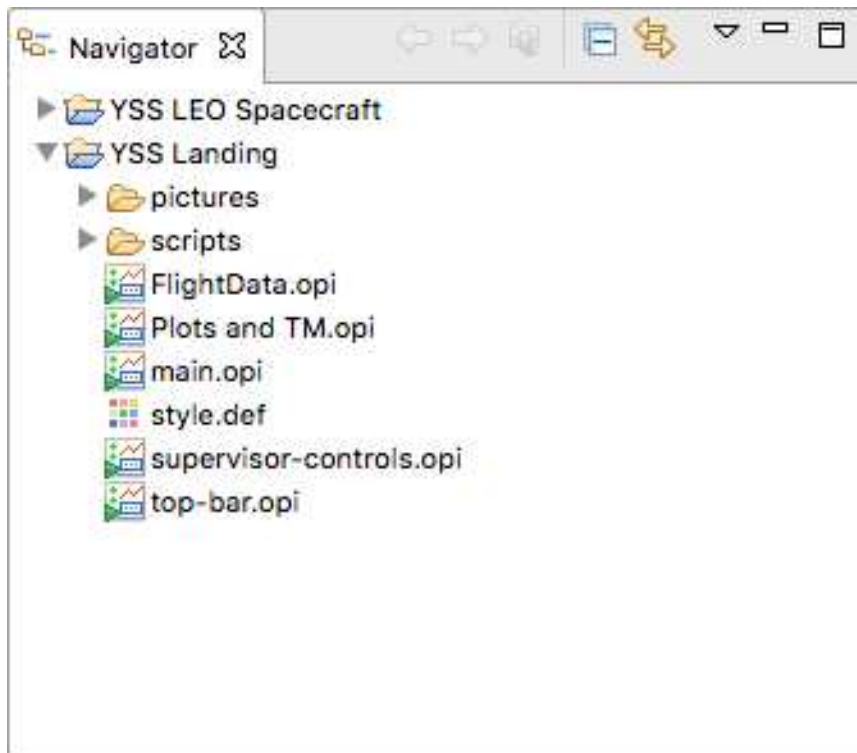 Navigator
YSS LEO Spacecraft
YSS Landing
pictures
scripts
FlightData.opi
Plots and TM.opi
main.opi
style.def
supervisor-controls.opi
top-bar.opi